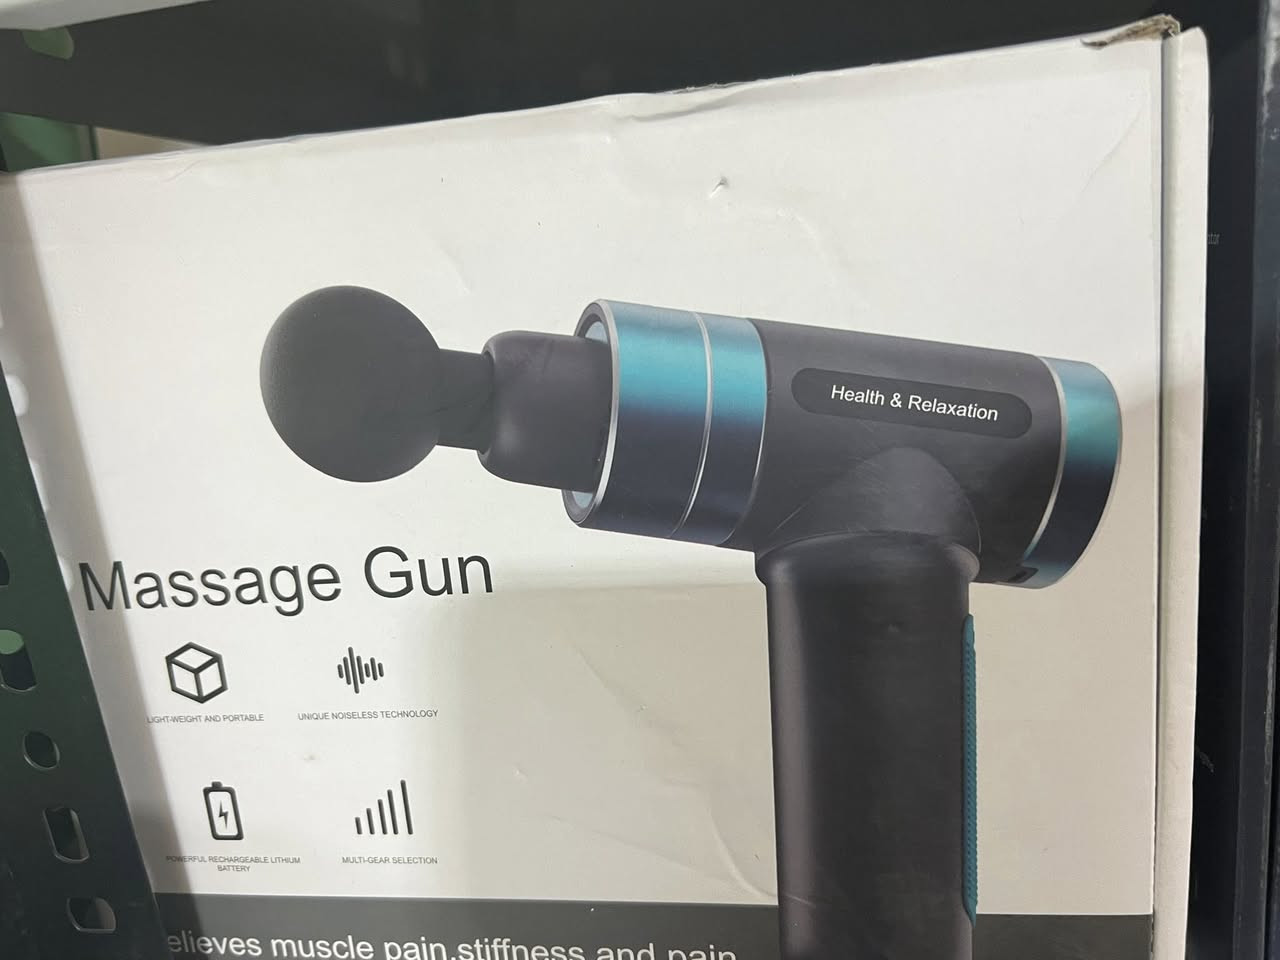 Health & Relaxation
Massage Gun
LIGHT-WEIGHT AND PORTABLE
UNIQUE NOISELESS TECHNOLOGY
POWERFUL RECHARGEABLE LITHIUM
BATTERY
MULTI-GEAR SELECTION
elieves muscle pain,stiffness and pain